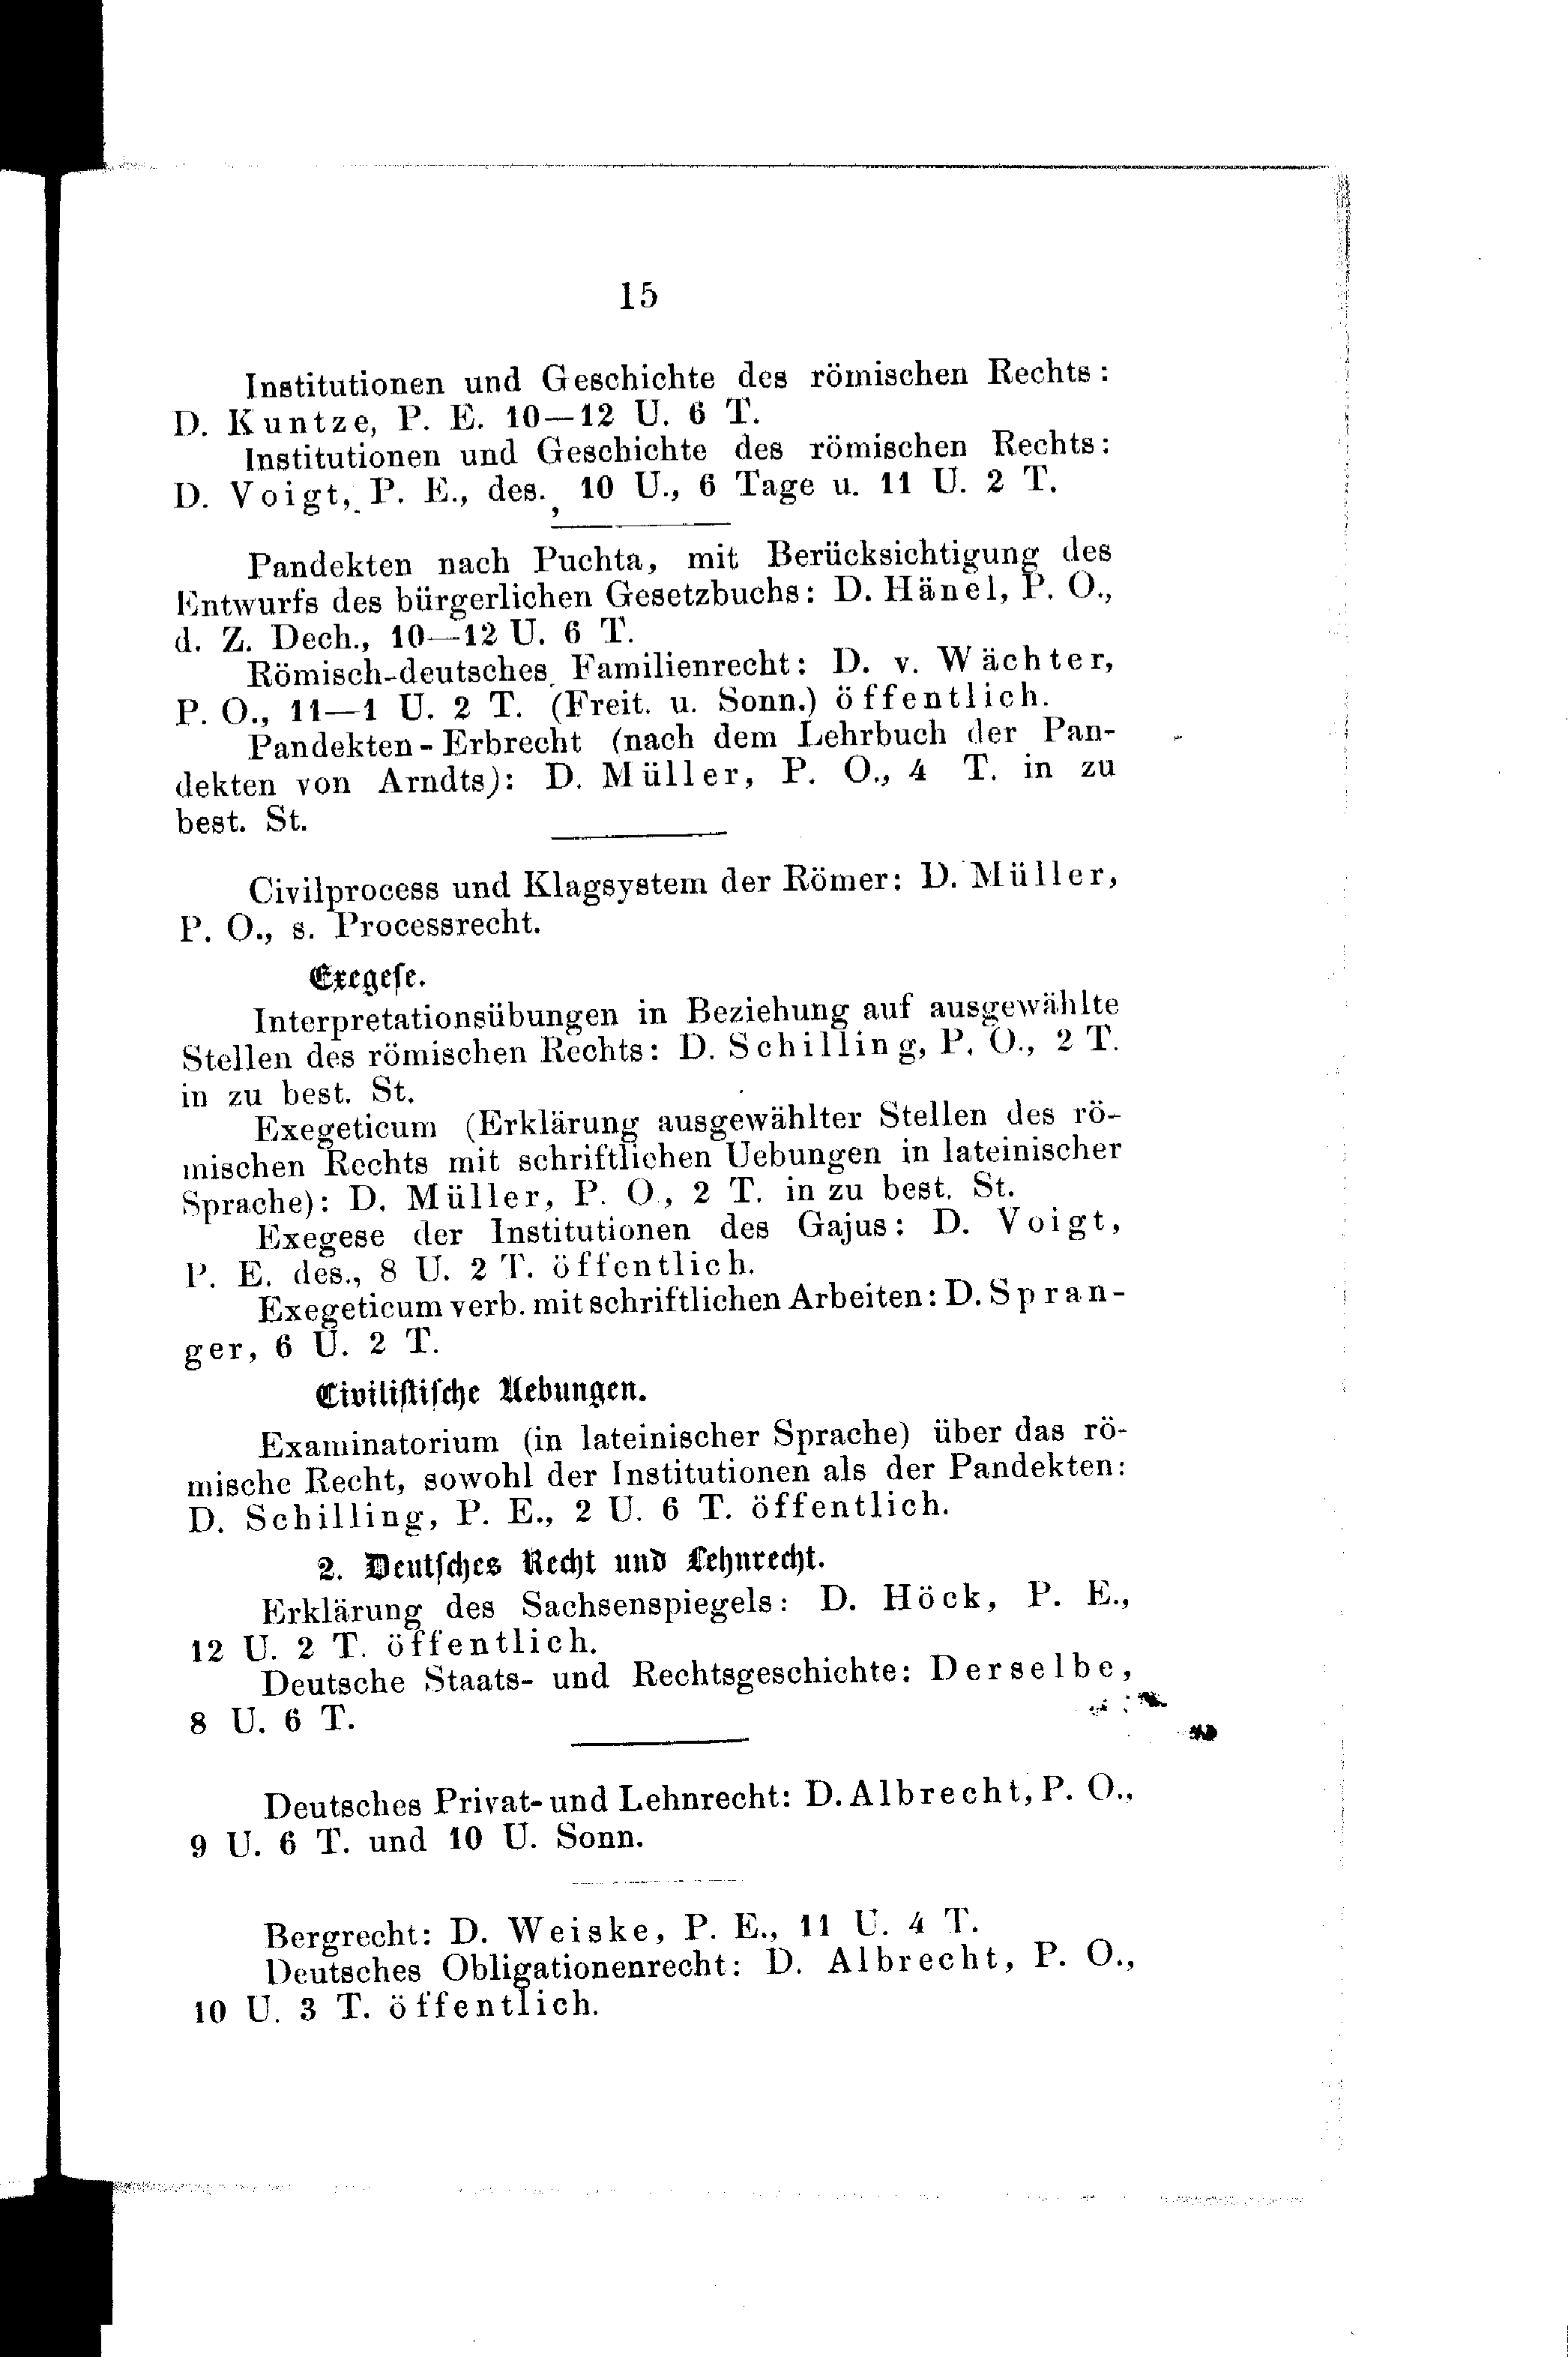 15
Institutionen und Geschichte des römischen Rechts:
D. Kuntze, P. E. 10—12 U. 6 T.
Institutionen und Geschichte des römischen Rechts:
D. Voigt, P. E., des., 10 U., 6 Tage u. 11 U. 2 T.
Pandekten nach Puchta, mit Berücksichtigung des
Entwurfs des bürgerlichen Gesetzbuchs: D. Hänel, P. O.,
d. Z. Dech., 10—12 U. 6 T.
Römisch-deutsches Familienrecht: D. v. Wächter,
P. O., 11—1 U. 2 T. (Freit. u. Sonn.) öffentlich.
Pandekten-Erbrecht (nach dem Lehrbuch der Pan-
dekten von Arndts): D. Müller, P. O., 4 T. in zu
best. St.
Civilprocess und Klagsystem der Römer: D. Müller,
P. O., s. Processrecht.
Exegese.
Interpretationsübungen in Beziehung auf ausgewählte
Stellen des römischen Rechts: D. Schilling, P. O., 2 T.
in zu best. St.
Exegeticum (Erklärung ausgewählter Stellen des rö-
mischen Rechts mit schriftlichen Uebungen in lateinischer
Sprache): D. Müller, P. O., 2 T. in zu best. St.
Exegese der Institutionen des Gajus: D. Voigt,
P. E. des., 8 U. 2 T. öffentlich.
Exegeticum verb. mit schriftlichen Arbeiten: D. Spran-
ger, 6 U. 2 T.
Civilistische Uebungen.
Examinatorium (in lateinischer Sprache) über das rö-
mische Recht, sowohl der Institutionen als der Pandekten:
D. Schilling, P. E., 2 U. 6 T. öffentlich.
2. Deutsches Recht und Lehnrecht.
Erklärung des Sachsenspiegels: D. Höck, P. E.,
12 U. 2 T. öffentlich.
Deutsche Staats- und Rechtsgeschichte: Derselbe,
8 U. 6 T.
Deutsches Privat- und Lehnrecht: D. Albrecht, P. O.,
9 U. 6 T. und 10 U. Sonn.
Bergrecht: D. Weiske, P. E., 11 U. 4 T.
Deutsches Obligationenrecht: D. Albrecht, P. O.,
10 U. 3 T. öffentlich.